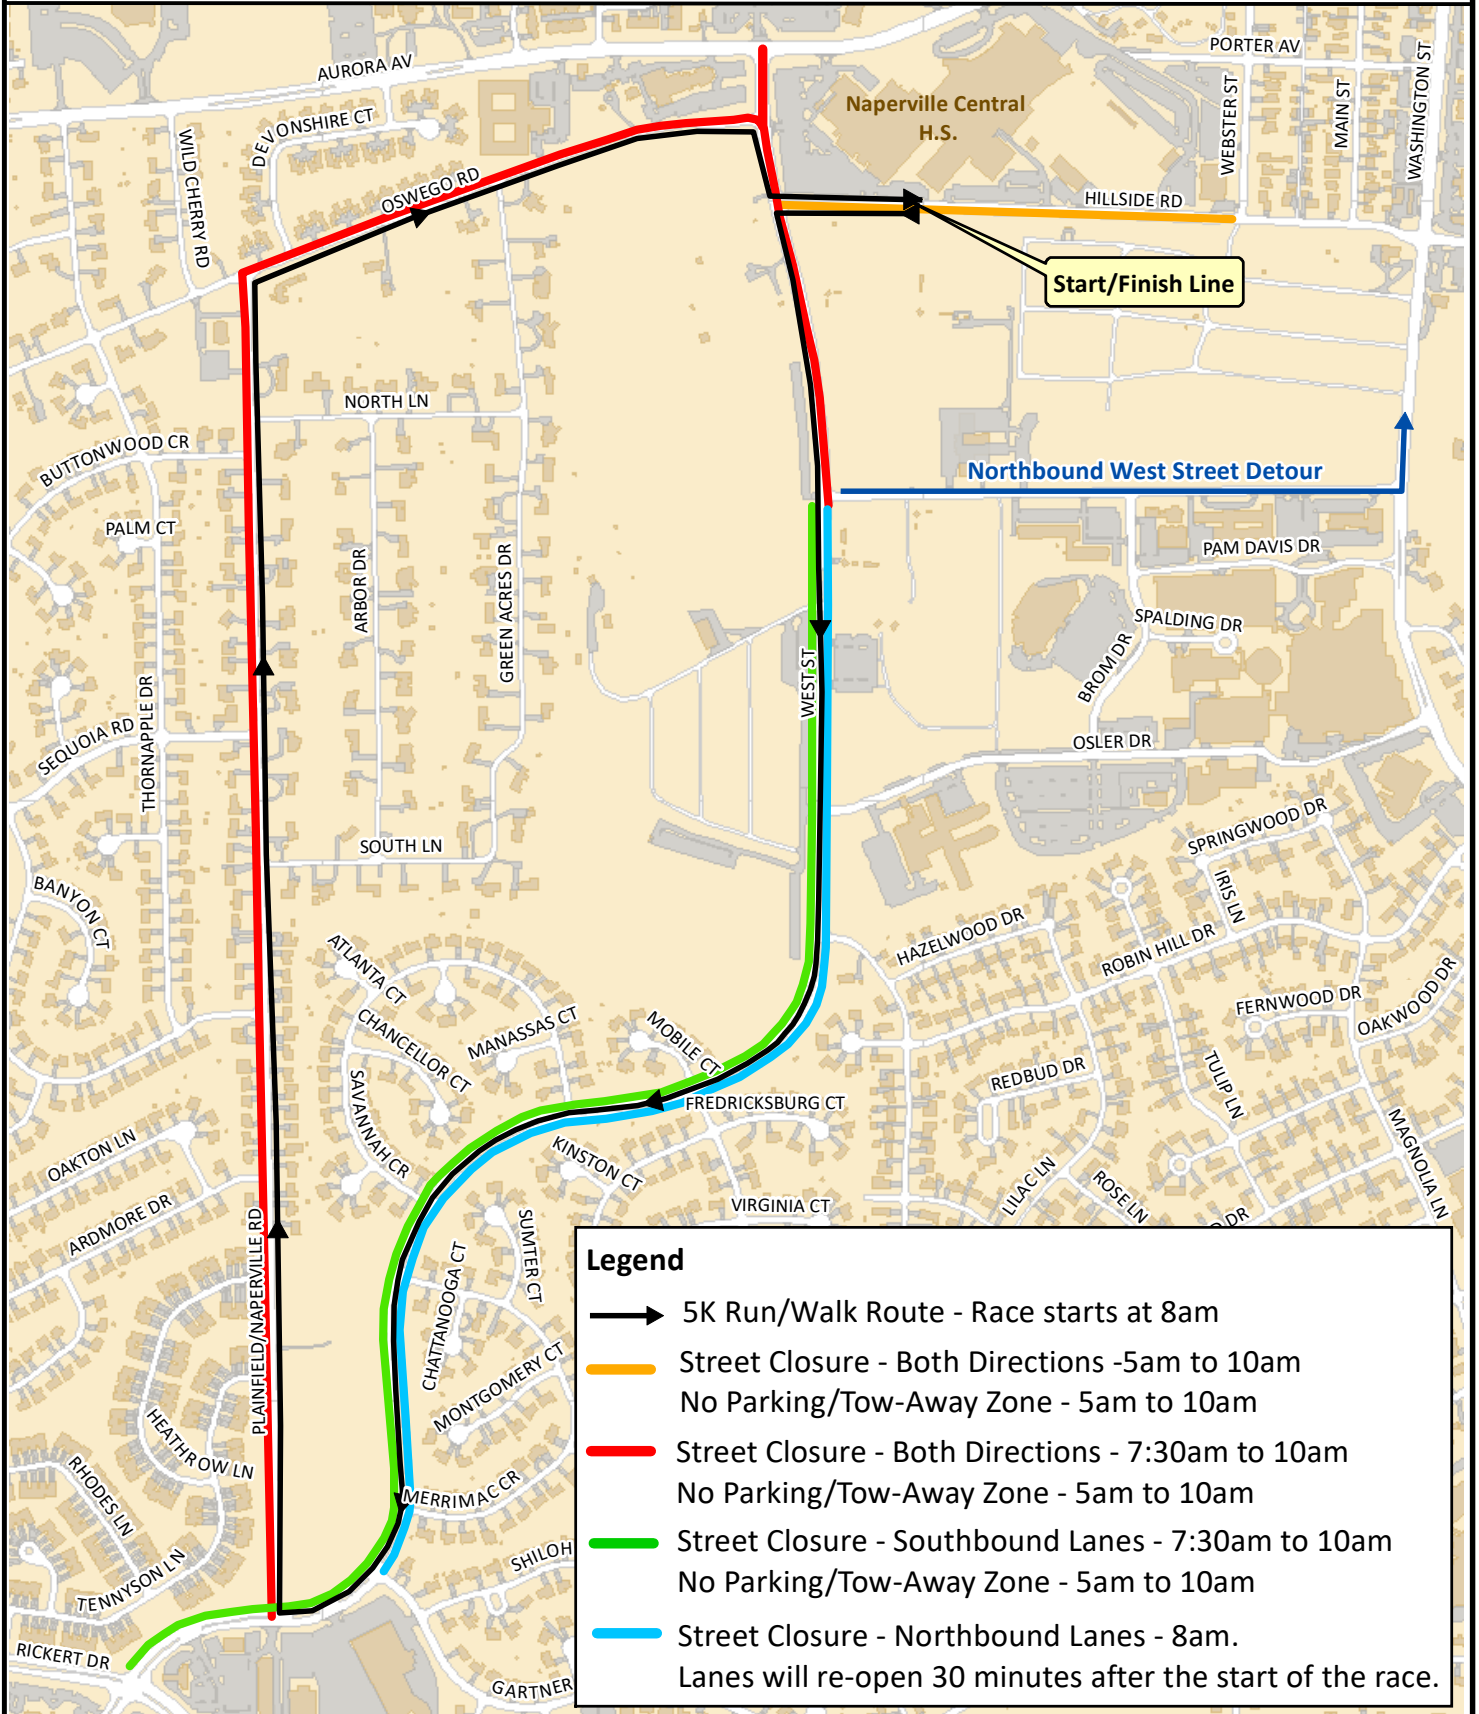 PORTER AV
AURORA AV
Naperville Central
H.S.
WEBSTER ST
MAIN ST
WASHINGTON ST
DEVONSHIRE CT
WILD CHERRY RD
OSWEGO RD
HILLSIDE RD
Start/Finish Line
NORTH LN
BUTTONWOOD CR
Northbound West Street Detour
PALM CT
ARBOR DR
GREEN ACRES DR
PAM DAVIS DR
SPALDING DR
BROM DR
WEST ST
SEQUOIA RD
THORNAPPLE DR
OSLER DR
SOUTH LN
SPRINGWOOD DR
IRIS LN
BANYON CT
HAZELWOOD DR
ROBIN HILL DR
ATLANTA CT
FERNWOOD DR
OAKWOOD DR
CHANCELLOR CT
MANASSAS CT
MOBILE CT
REDBUD DR
TULIP LN
SAVANNAH CR
FREDRICKSBURG CT
MAGNOLIA LN
OAKTON LN
KINSTON CT
LILAC LN
ROSE LN
ARDMORE DR
VIRGINIA CT
O DR
PLAINFIELD/NAPERVILLE RD
SUMTER CT
CHATTANOOGA CT
MONTGOMERY CT
HEATHROW LN
RHODES LN
MERRIMAC CR
TENNYSON LN
SHILOH
RICKERT DR
GARTNER
Legend
5K Run/Walk Route - Race starts at 8am
Street Closure - Both Directions -5am to 10am
No Parking/Tow-Away Zone - 5am to 10am
Street Closure - Both Directions - 7:30am to 10am
No Parking/Tow-Away Zone - 5am to 10am
Street Closure - Southbound Lanes - 7:30am to 10am
No Parking/Tow-Away Zone - 5am to 10am
Street Closure - Northbound Lanes - 8am.
Lanes will re-open 30 minutes after the start of the race.